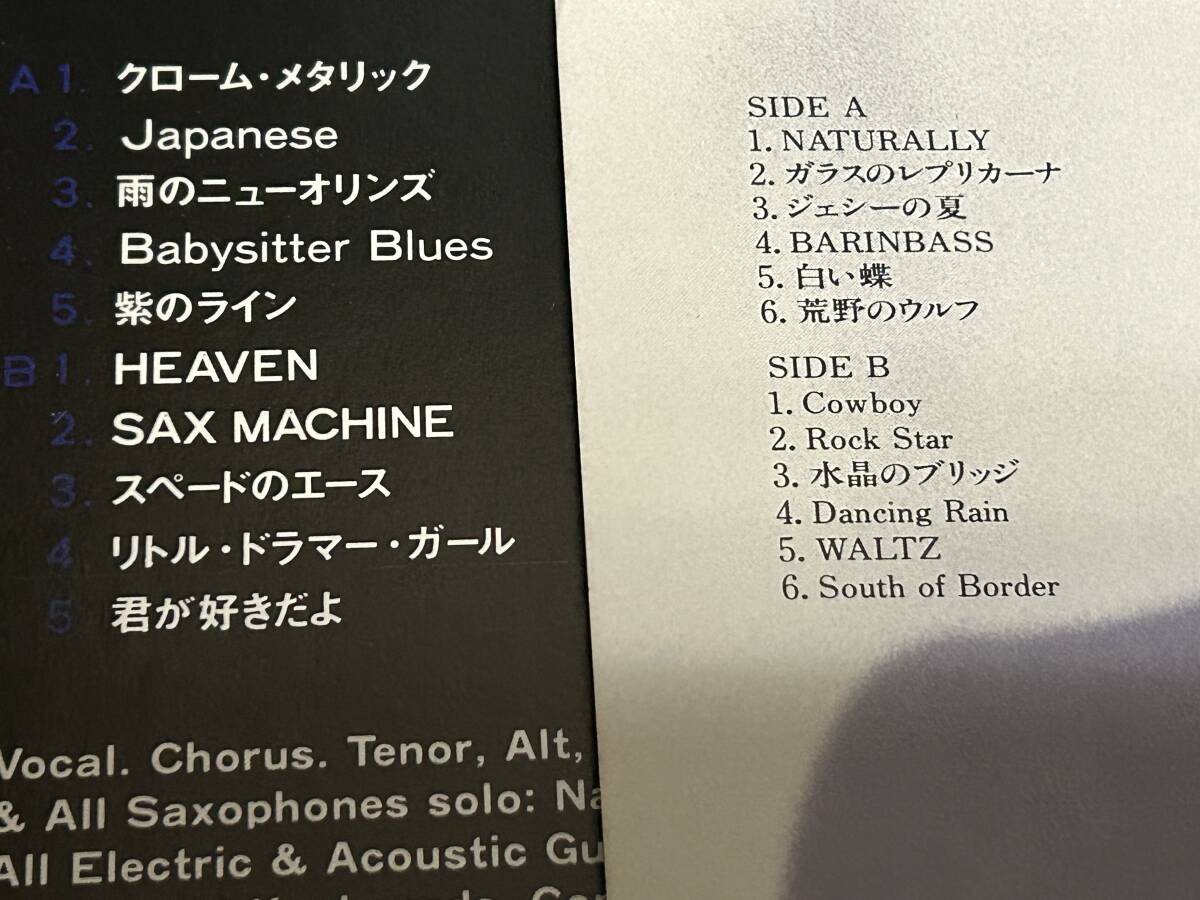 A 1. クローム・メタリック
2. Japanese
3. 雨のニューオリンズ
4. Babysitter Blues
5. 紫のライン
B 1. HEAVEN
2. SAX MACHINE
3. スペードのエース
4 リトル・ドラマー・ガール
5 君が好きだよ
Vocal. Chorus. Tenor, Alt,
& All Saxophones solo:
All Electric & Acoustic
SIDE A
1. NATURALLY
2. ガラスのレプリカーナ
3. ジェシーの夏
4. BARINBASS
5. 白い蝶
6. 荒野のウルフ
SIDE B
1. Cowboy
2. Rock Star
3. 水晶のブリッジ
4. Dancing Rain
5. WALTZ
6. South of Border